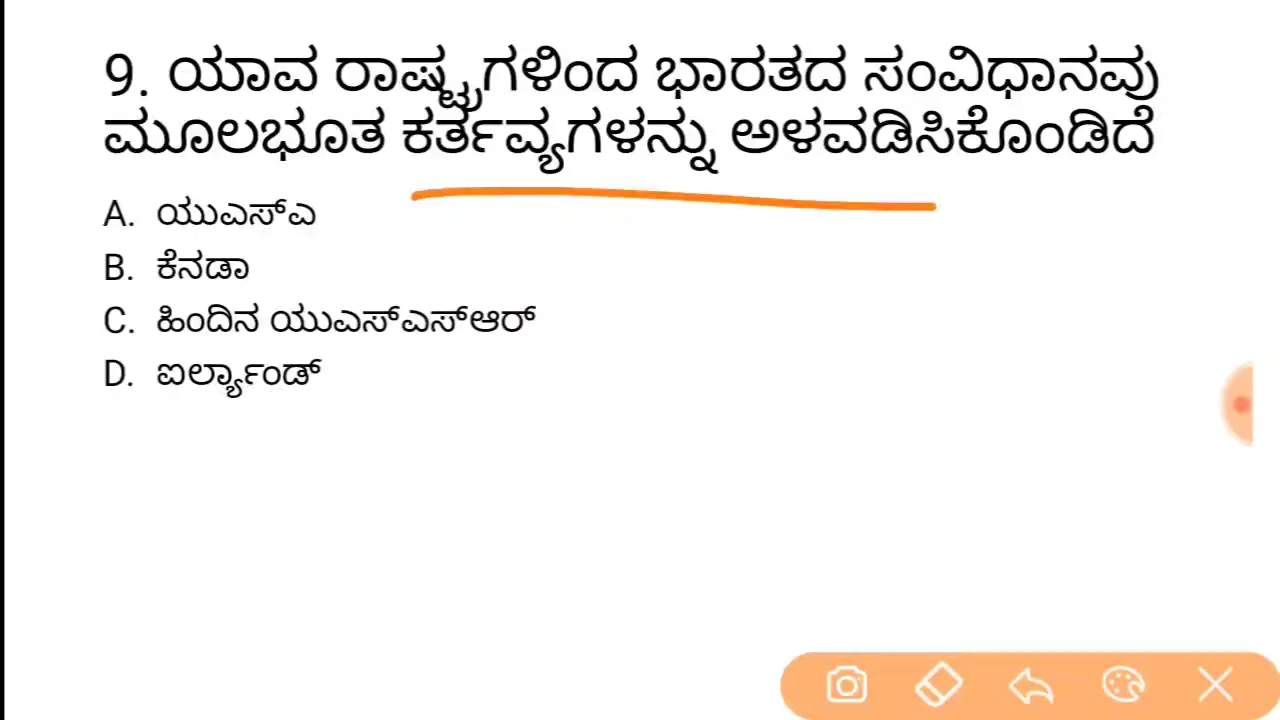 9. ಯಾವ ರಾಷ್ಟ್ರಗಳಿಂದ ಭಾರತದ ಸಂವಿಧಾನವು
ಮೂಲಭೂತ ಕರ್ತವ್ಯಗಳನ್ನು ಅಳವಡಿಸಿಕೊಂಡಿದೆ
A. ಯುಎಸ್ಎ
B. ಕೆನಡಾ
C. ಹಿಂದಿನ ಯುಎಸ್ಎಸ್ಆರ್
D. ಐರ್ಲ್ಯಾಂಡ್